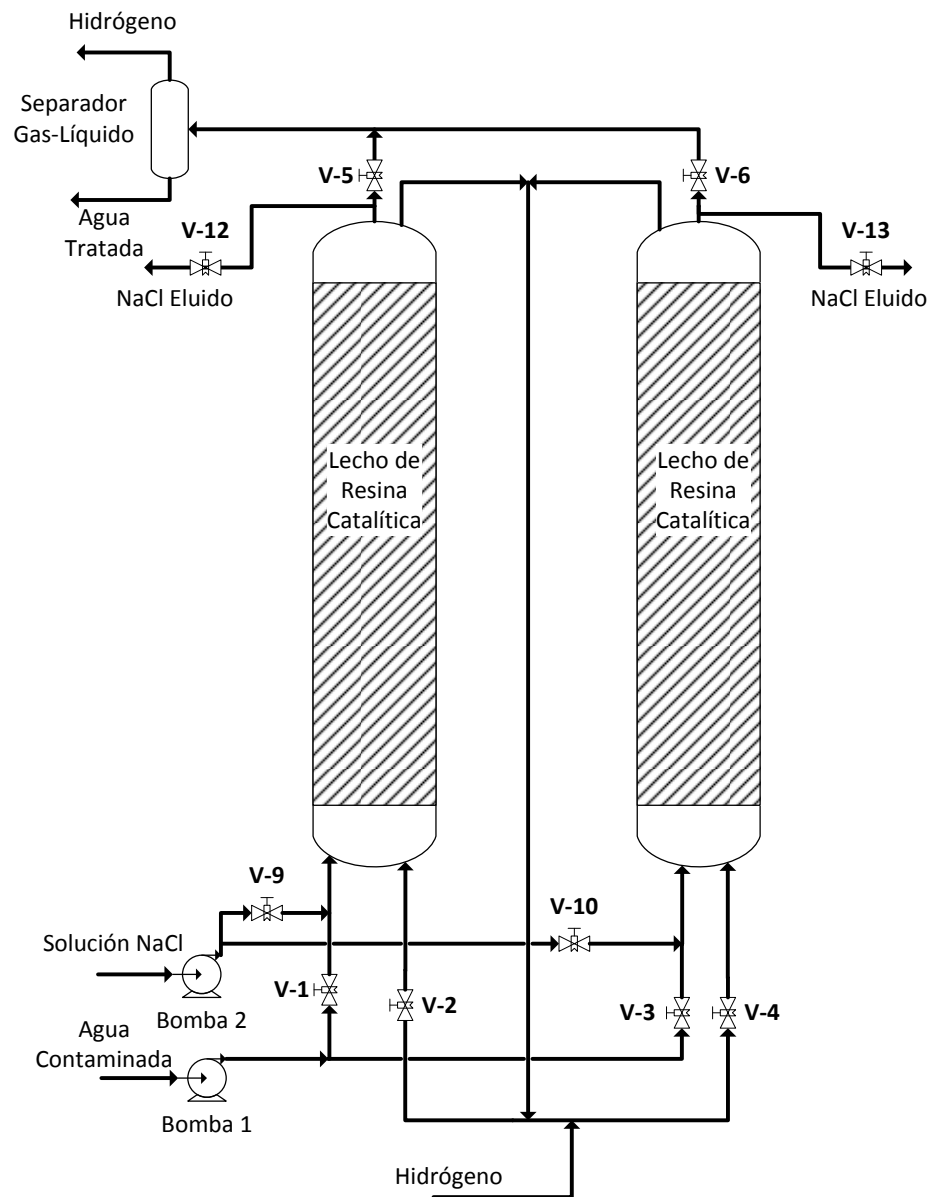 Hidrógeno
Separador
Gas-Líquido
V-5
V-6
Agua
Tratada
V-12
V-13
NaCl Eluido
NaCl Eluido
Lecho de
Resina
Catalítica
Lecho de
Resina
Catalítica
V-9
V-10
Solución NaCl
V-1
V-2
V-3
V-4
Bomba 2
Agua
Contaminada
Bomba 1
Hidrógeno